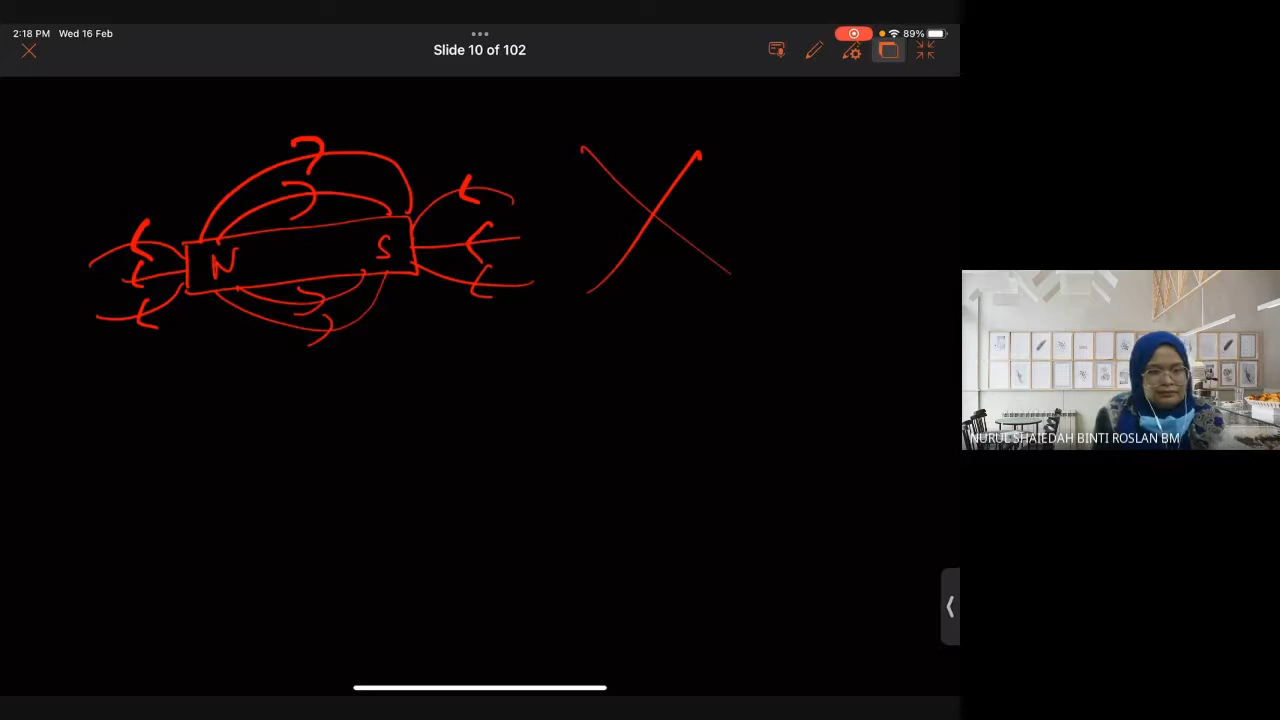 2:18 PM Wed 16 Feb
89%
Slide 10 of 102
N S
NURUL SHAIEDAH BINTI ROSLAN BM